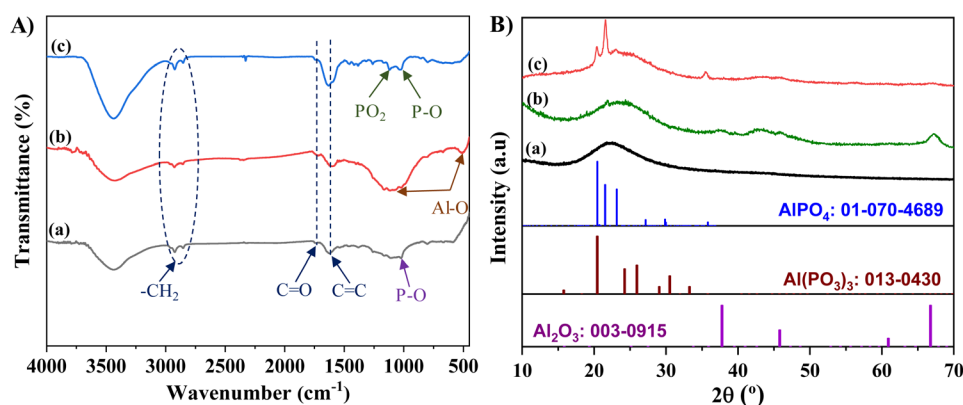 A)
Transmittance (%)
(c)
PO₂
P-O
(b)
Al-O
(a)
-CH₂
C=O
C=C
P-O
4000 3500 3000 2500 2000 1500 1000 500
Wavenumber (cm⁻¹)
B)
Intensity (a.u)
(c)
(b)
(a)
AlPO₄: 01-070-4689
Al(PO₃)₃: 013-0430
Al₂O₃: 003-0915
10 20 30 40 50 60 70
2θ (°)